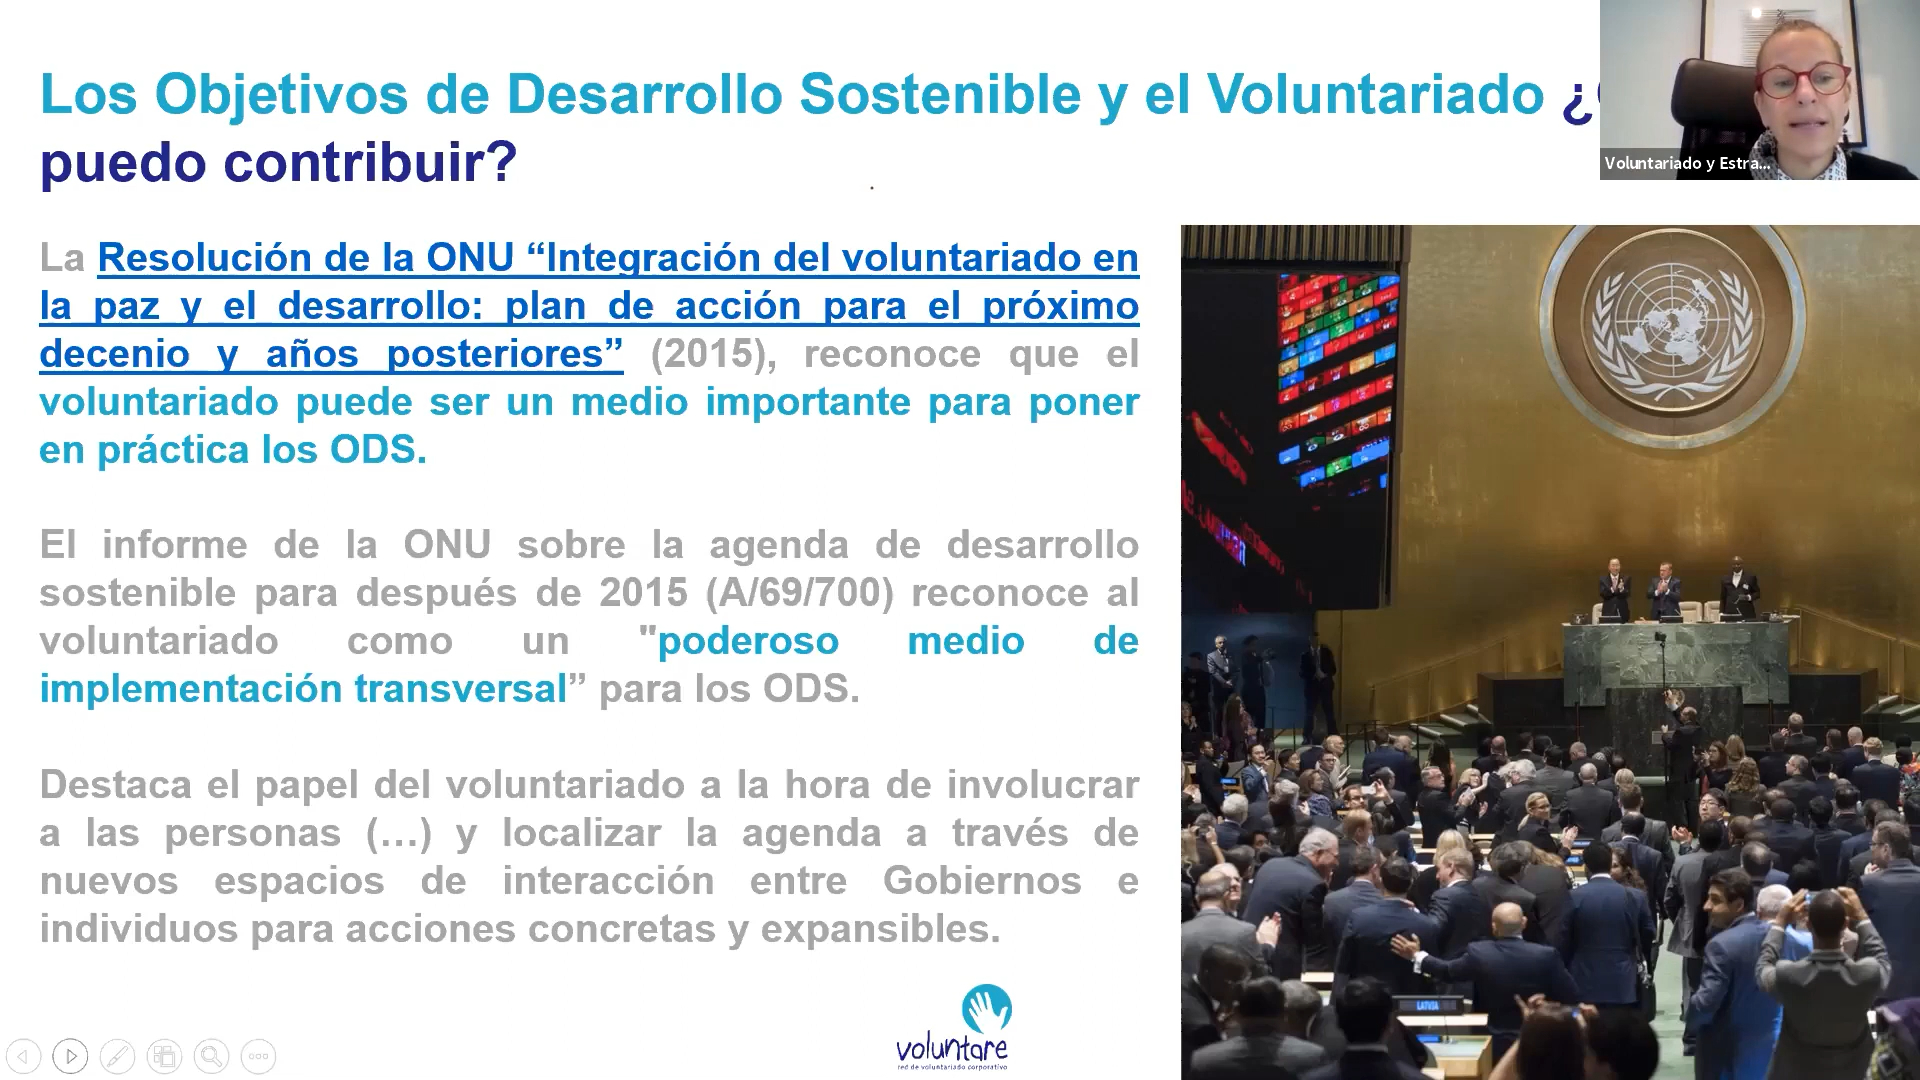 Los Objetivos de Desarrollo Sostenible y el Voluntariado ¿
puedo contribuir?
Voluntariado y Estra...
La Resolución de la ONU “Integración del voluntariado en
la paz y el desarrollo: plan de acción para el próximo
decenio y años posteriores” (2015), reconoce que el
voluntariado puede ser un medio importante para poner
en práctica los ODS.
El informe de la ONU sobre la agenda de desarrollo
sostenible para después de 2015 (A/69/700) reconoce al
voluntariado como un "poderoso medio de
implementación transversal” para los ODS.
Destaca el papel del voluntariado a la hora de involucrar
a las personas (…) y localizar la agenda a través de
nuevos espacios de interacción entre Gobiernos e
individuos para acciones concretas y expansibles.
LATVIA
voluntare
red de voluntariado corporativo